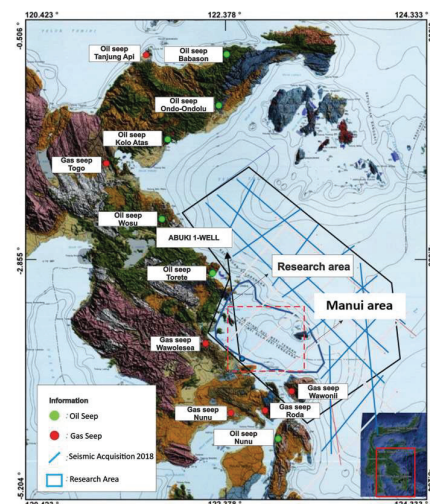 120.423
122.378
124.333
-0.506
Oil seep
Tanjung Api
Oil seep
Babason
Oil seep
Ondo-Ondolu
Oil seep
Kolo Atas
Gas seep
Togo
Oil seep
Wosu
ABUKI 1-WELL
-2.855
Research area
Oil seep
Torete
Manui area
Gas seep
Wawolesea
Gas seep
Wawonii
Gas seep
Nunu
Gas seep
Roda
Oil seep
Nunu
Information
: Oil Seep
: Gas Seep
: Seismic Acquisition 2018
: Research Area
-5.204
120.423
122.378
124.333